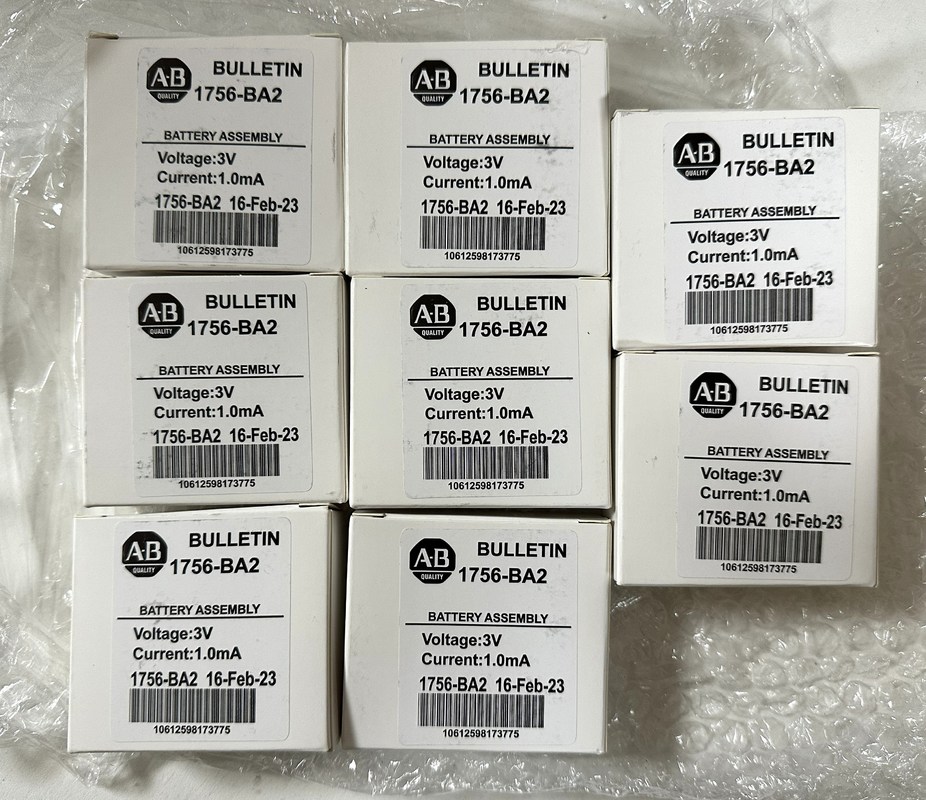 A·B QUALITY
BULLETIN
1756-BA2
BATTERY ASSEMBLY
Voltage:3V
Current:1.0mA
1756-BA2 16-Feb-23
10612598173775
A·B QUALITY
BULLETIN
1756-BA2
BATTERY ASSEMBLY
Voltage:3V
Current:1.0mA
1756-BA2 16-Feb-23
10612598173775
A·B QUALITY
BULLETIN
1756-BA2
BATTERY ASSEMBLY
Voltage:3V
Current:1.0mA
1756-BA2 16-Feb-23
10612598173775
A·B QUALITY
BULLETIN
1756-BA2
BATTERY ASSEMBLY
Voltage:3V
Current:1.0mA
1756-BA2 16-Feb-23
10612598173775
A·B QUALITY
BULLETIN
1756-BA2
BATTERY ASSEMBLY
Voltage:3V
Current:1.0mA
1756-BA2 16-Feb-23
10612598173775
A·B QUALITY
BULLETIN
1756-BA2
BATTERY ASSEMBLY
Voltage:3V
Current:1.0mA
1756-BA2 16-Feb-23
10612598173775
A·B QUALITY
BULLETIN
1756-BA2
BATTERY ASSEMBLY
Voltage:3V
Current:1.0mA
1756-BA2 16-Feb-23
10612598173775
A·B QUALITY
BULLETIN
1756-BA2
BATTERY ASSEMBLY
Voltage:3V
Current:1.0mA
1756-BA2 16-Feb-23
10612598173775